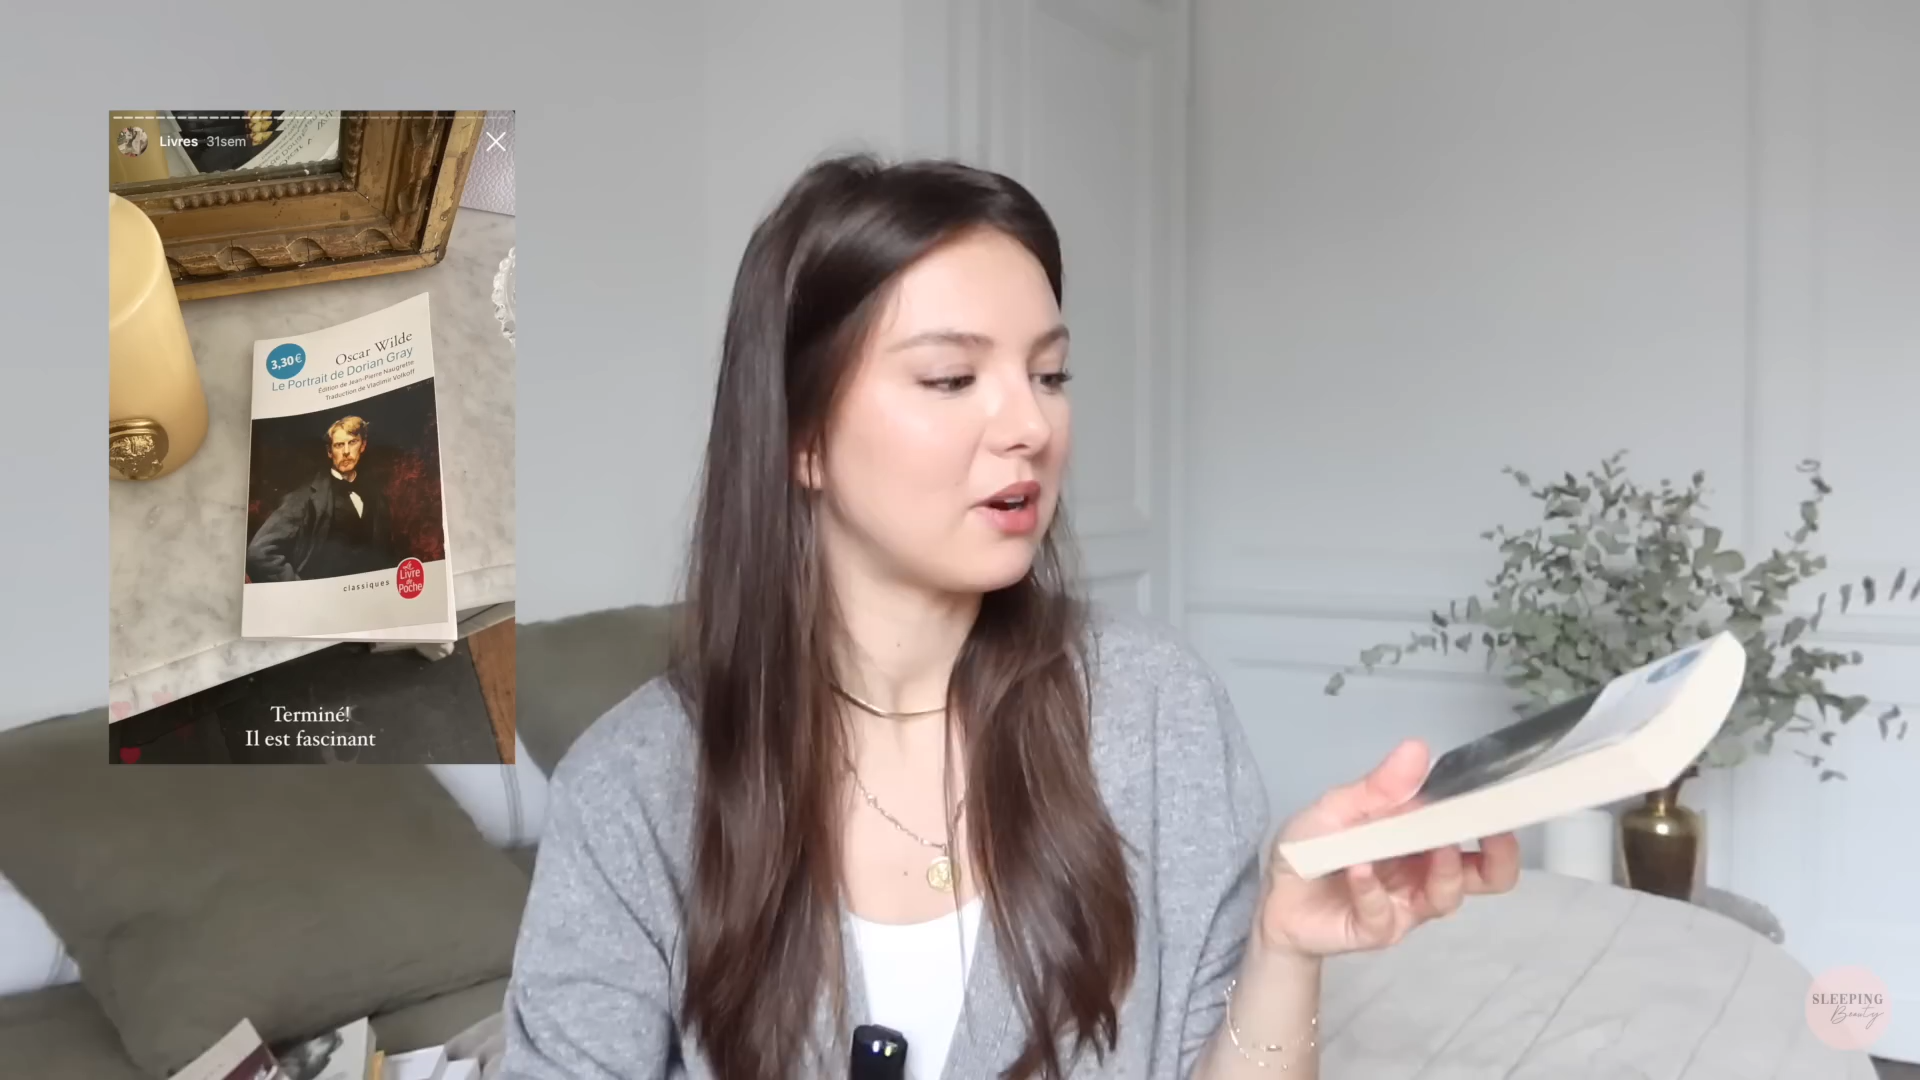 Livres 31sem
3,30€
Oscar Wilde
Le Portrait de Dorian Gray
Édition de Jean-Pierre Naugrette
Traduction de Vladimir Volkoff
classiques
Le
Livre
de
Poche
Terminé!
Il est fascinant
SLEEPING
Beauty